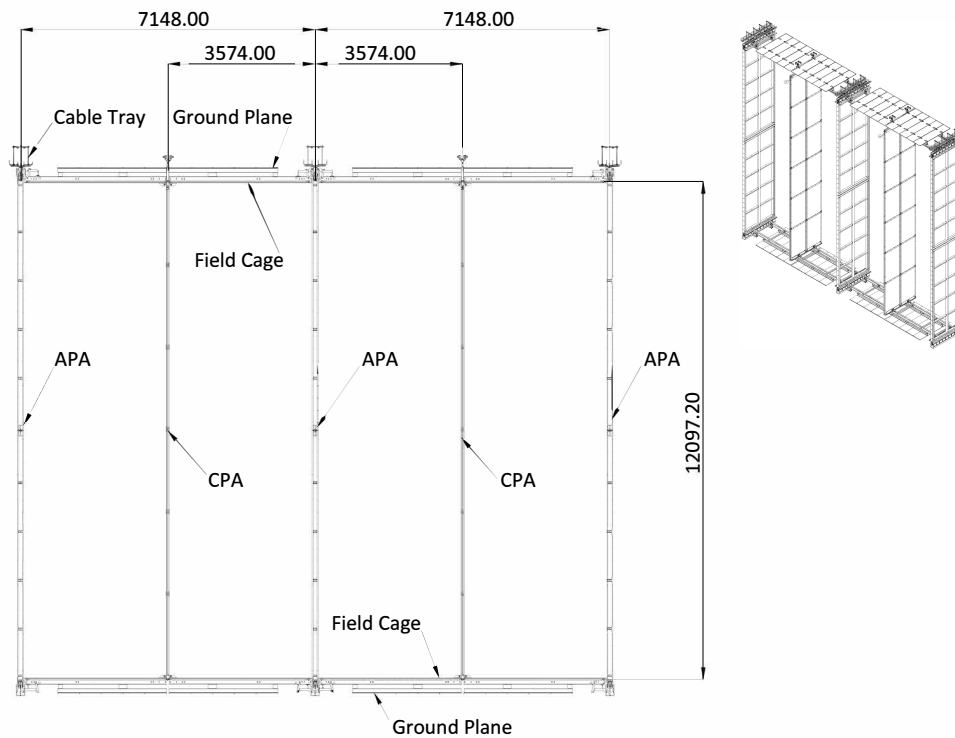 7148.00
7148.00
3574.00
3574.00
Cable Tray
Ground Plane
Field Cage
APA
APA
APA
12097.20
CPA
CPA
Field Cage
Ground Plane